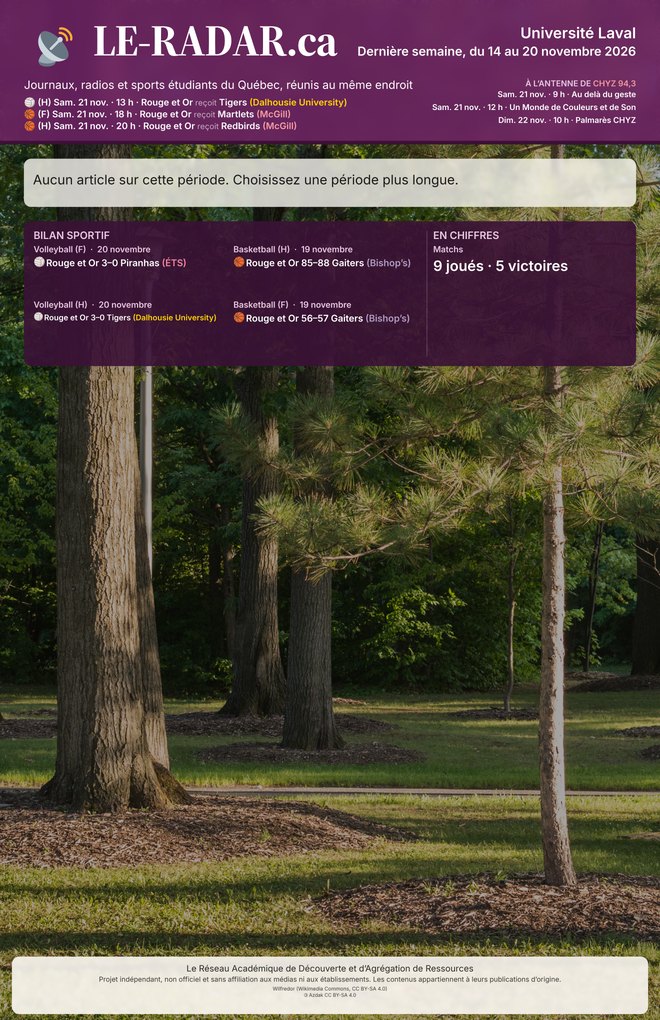 LE-RADAR.ca
Université Laval
Dernière semaine, du 14 au 20 novembre 2026
Journaux, radios et sports étudiants du Québec, réunis au même endroit
(H) Sam. 21 nov. · 13 h · Rouge et Or reçoit Tigers (Dalhousie University)
(F) Sam. 21 nov. · 18 h · Rouge et Or reçoit Martlets (McGill)
(H) Sam. 21 nov. · 20 h · Rouge et Or reçoit Redbirds (McGill)
À L'ANTENNE DE CHYZ 94,3
Sam. 21 nov. · 9 h · Au delà du geste
Sam. 21 nov. · 12 h · Un Monde de Couleurs et de Son
Dim. 22 nov. · 10 h · Palmarès CHYZ
Aucun article sur cette période. Choisissez une période plus longue.
BILAN SPORTIF
Volleyball (F) · 20 novembre
Rouge et Or 3–0 Piranhas (ÉTS)
Basketball (H) · 19 novembre
Rouge et Or 85–88 Gaiters (Bishop's)
Volleyball (H) · 20 novembre
Rouge et Or 3–0 Tigers (Dalhousie University)
Basketball (F) · 19 novembre
Rouge et Or 56–57 Gaiters (Bishop's)
EN CHIFFRES
Matchs
9 joués · 5 victoires
Le Réseau Académique de Découverte et d'Agrégation de Ressources
Projet indépendant, non officiel et sans affiliation aux médias ni aux établissements. Les contenus appartiennent à leurs publications d'origine.
Wilfredor (Wikimedia Commons, CC BY-SA 4.0)
Azdak CC BY-SA 4.0